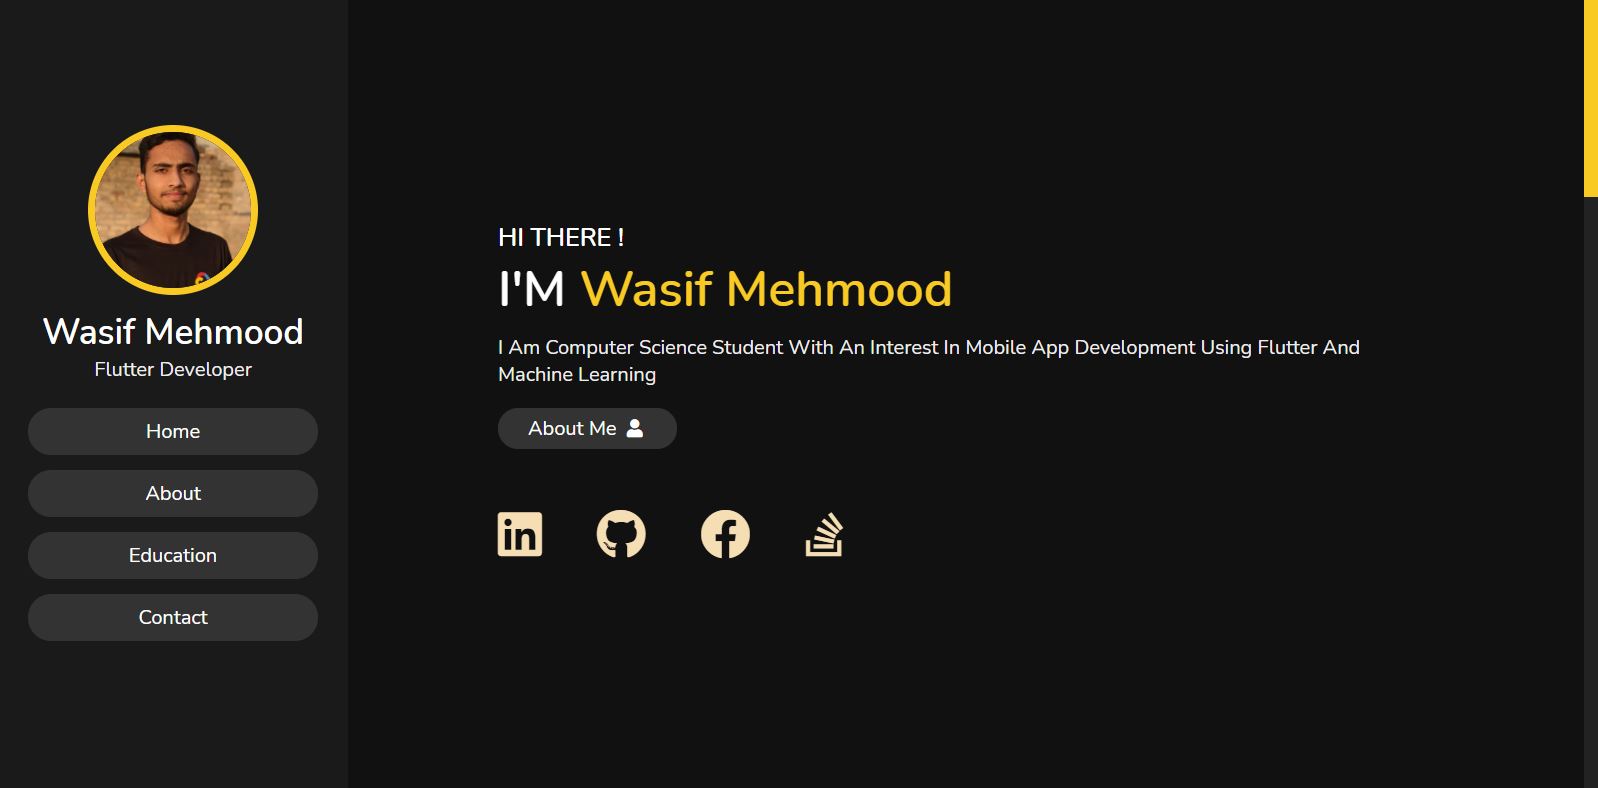 Wasif Mehmood
Flutter Developer
Home
About
Education
Contact
HI THERE !
I'M Wasif Mehmood
I Am Computer Science Student With An Interest In Mobile App Development Using Flutter And
Machine Learning
About Me
in